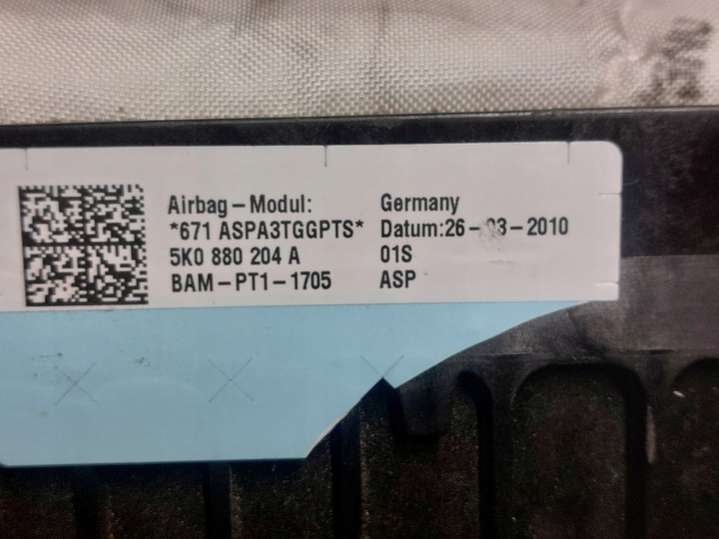 Airbag-Modul:
*671 ASPA3TGGPTS*
5K0 880 204 A
BAM-PT1-1705
Germany
Datum:26-03-2010
01S
ASP